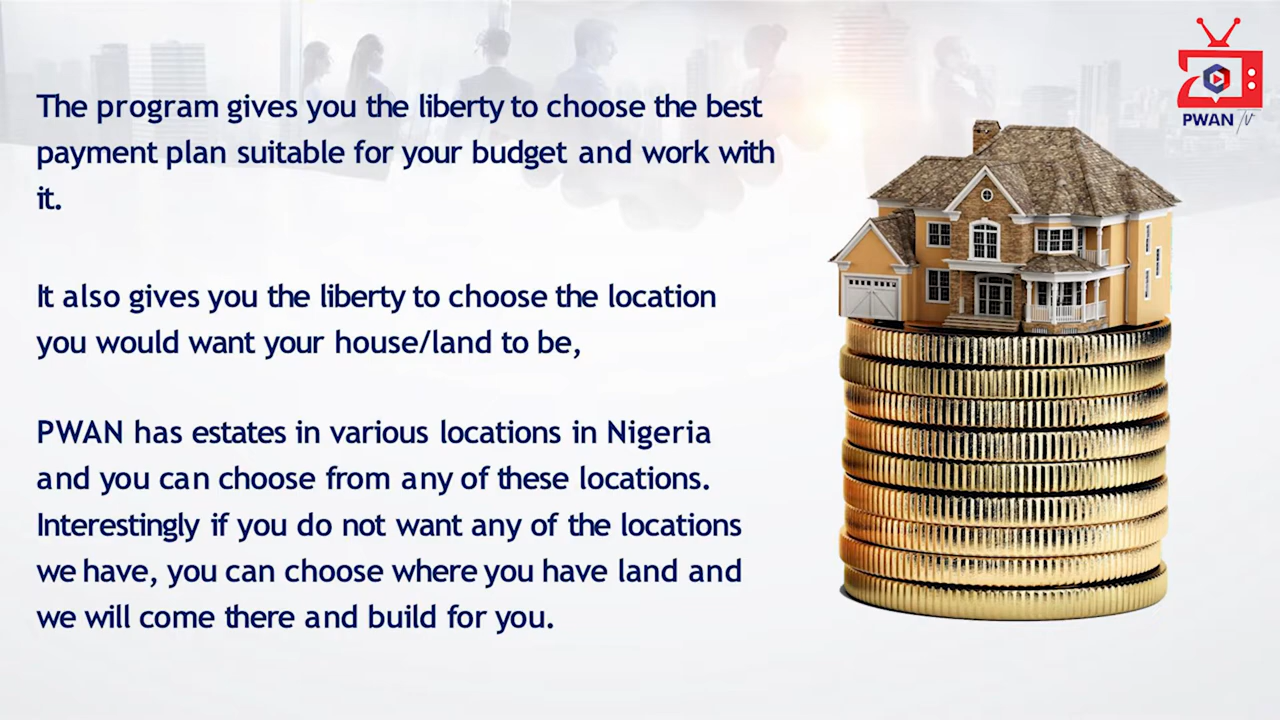 The program gives you the liberty to choose the best
payment plan suitable for your budget and work with
it.
It also gives you the liberty to choose the location
you would want your house/land to be,
PWAN has estates in various locations in Nigeria
and you can choose from any of these locations.
Interestingly if you do not want any of the locations
we have, you can choose where you have land and
we will come there and build for you.
PWAN TV